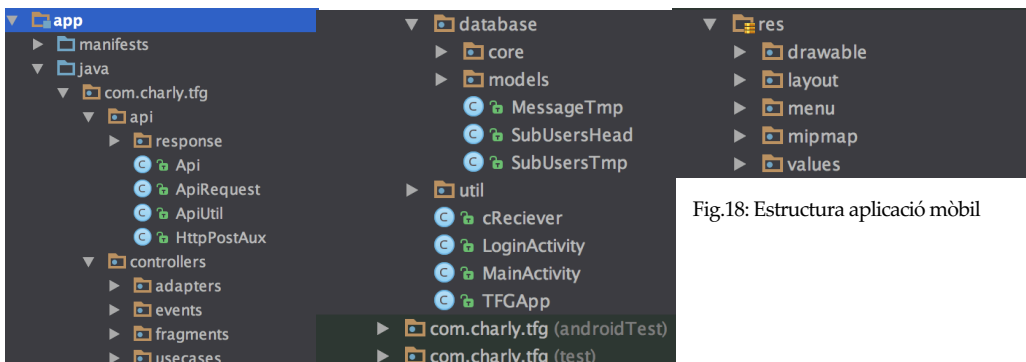 app
manifests
java
com.charly.tfg
api
response
Api
ApiRequest
ApiUtil
HttpPostAux
controllers
adapters
events
fragments
usecases
database
core
models
MessageTmp
SubUsersHead
SubUsersTmp
util
cReciever
LoginActivity
MainActivity
TFGApp
com.charly.tfg (androidTest)
com.charly.tfg (test)
res
drawable
layout
menu
mipmap
values
Fig.18: Estructura aplicació mòbil